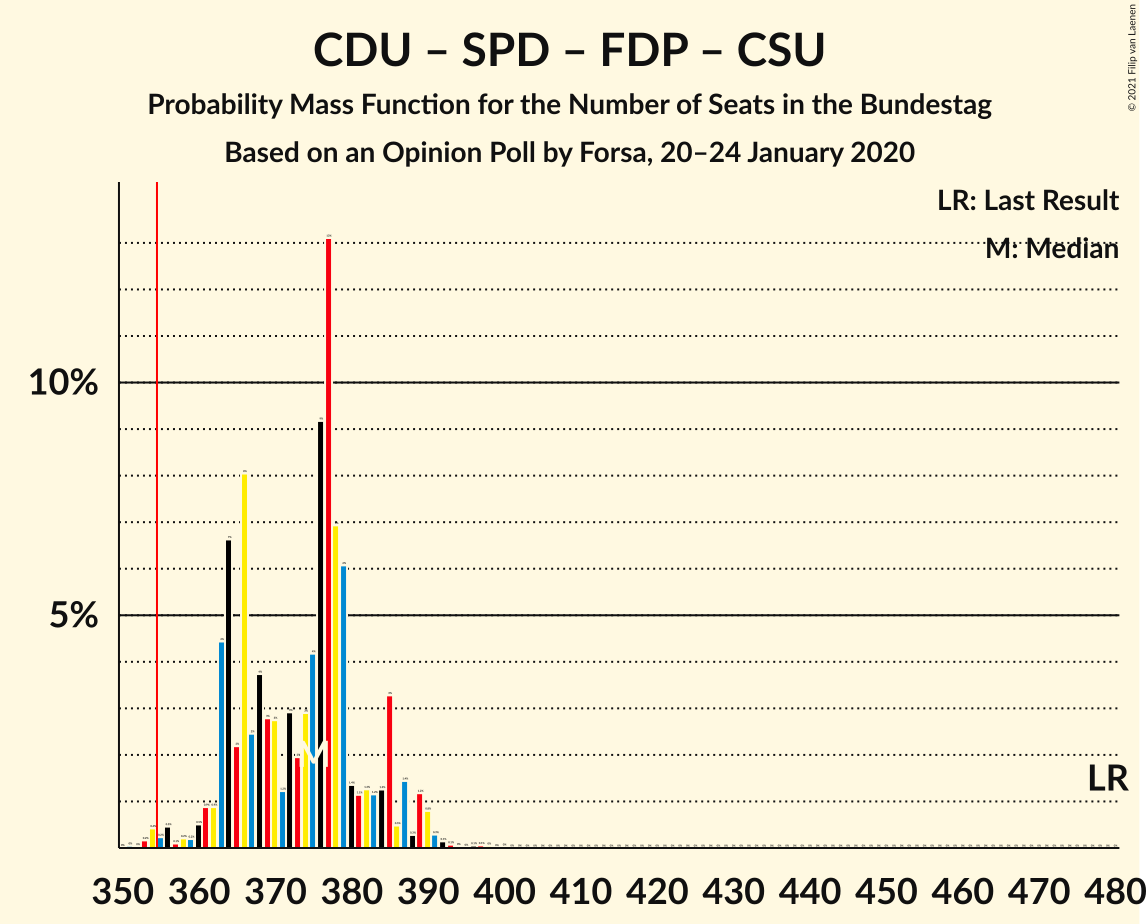 CDU – SPD – FDP – CSU
Probability Mass Function for the Number of Seats in the Bundestag
Based on an Opinion Poll by Forsa, 20–24 January 2020
© 2021 Filip van Laenen
LR: Last Result
M: Median
10%
5%
M
LR
350 360 370 380 390 400 410 420 430 440 450 460 470 480